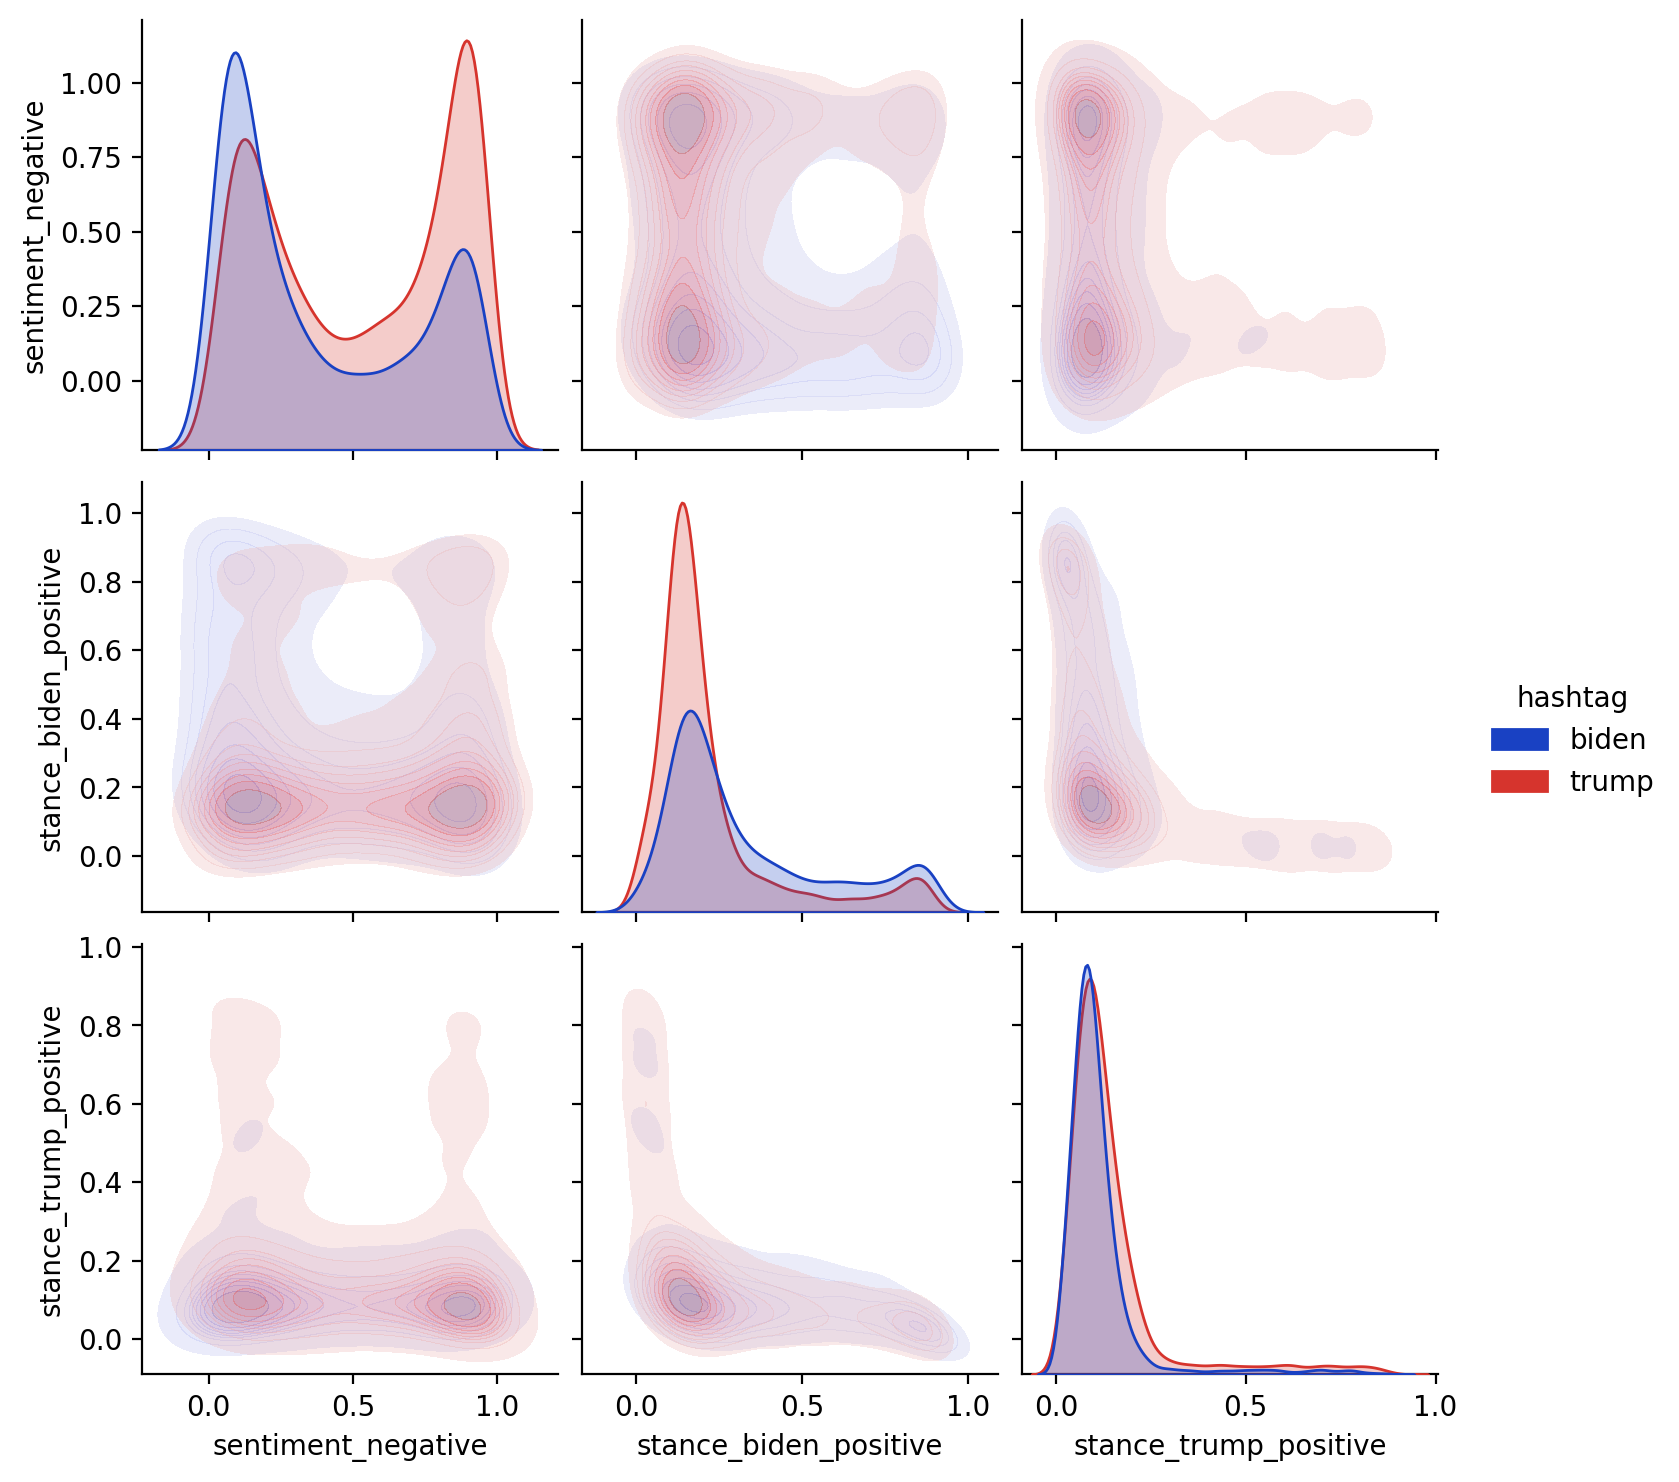 sentiment_negative
1.00
0.75
0.50
0.25
0.00
stance_biden_positive
1.0
0.8
0.6
0.4
0.2
0.0
hashtag
biden
trump
stance_trump_positive
1.0
0.8
0.6
0.4
0.2
0.0
0.0 0.5 1.0
0.0 0.5 1.0
0.0 0.5 1.0
sentiment_negative
stance_biden_positive
stance_trump_positive